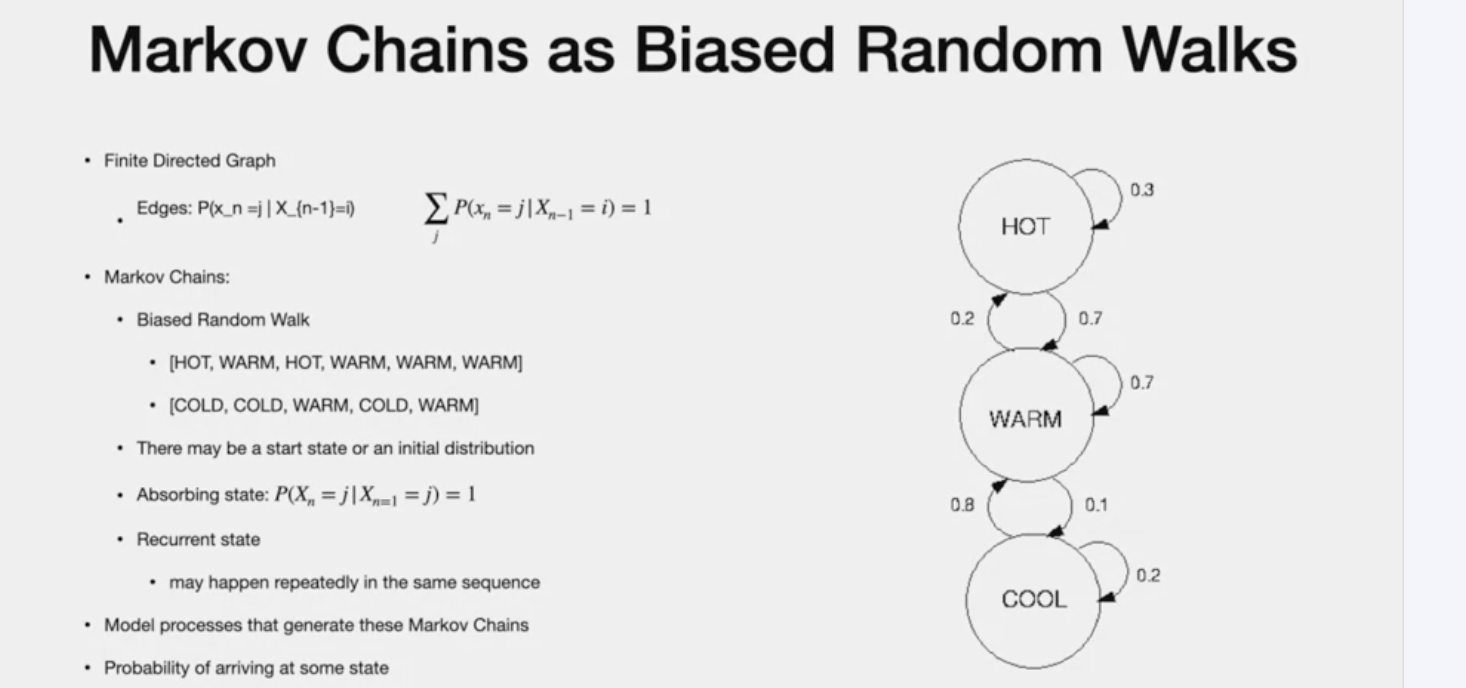 Markov Chains as Biased Random Walks
• Finite Directed Graph
• Edges: P(x_n =j | X_{n-1}=i)    ∑_j P(x_n = j | X_{n−1} = i) = 1
• Markov Chains:
• Biased Random Walk
• [HOT, WARM, HOT, WARM, WARM, WARM]
• [COLD, COLD, WARM, COLD, WARM]
• There may be a start state or an initial distribution
• Absorbing state: P(X_n = j | X_{n=1} = j) = 1
• Recurrent state
• may happen repeatedly in the same sequence
• Model processes that generate these Markov Chains
• Probability of arriving at some state
0.3
HOT
0.2
0.7
0.7
WARM
0.8
0.1
0.2
COOL